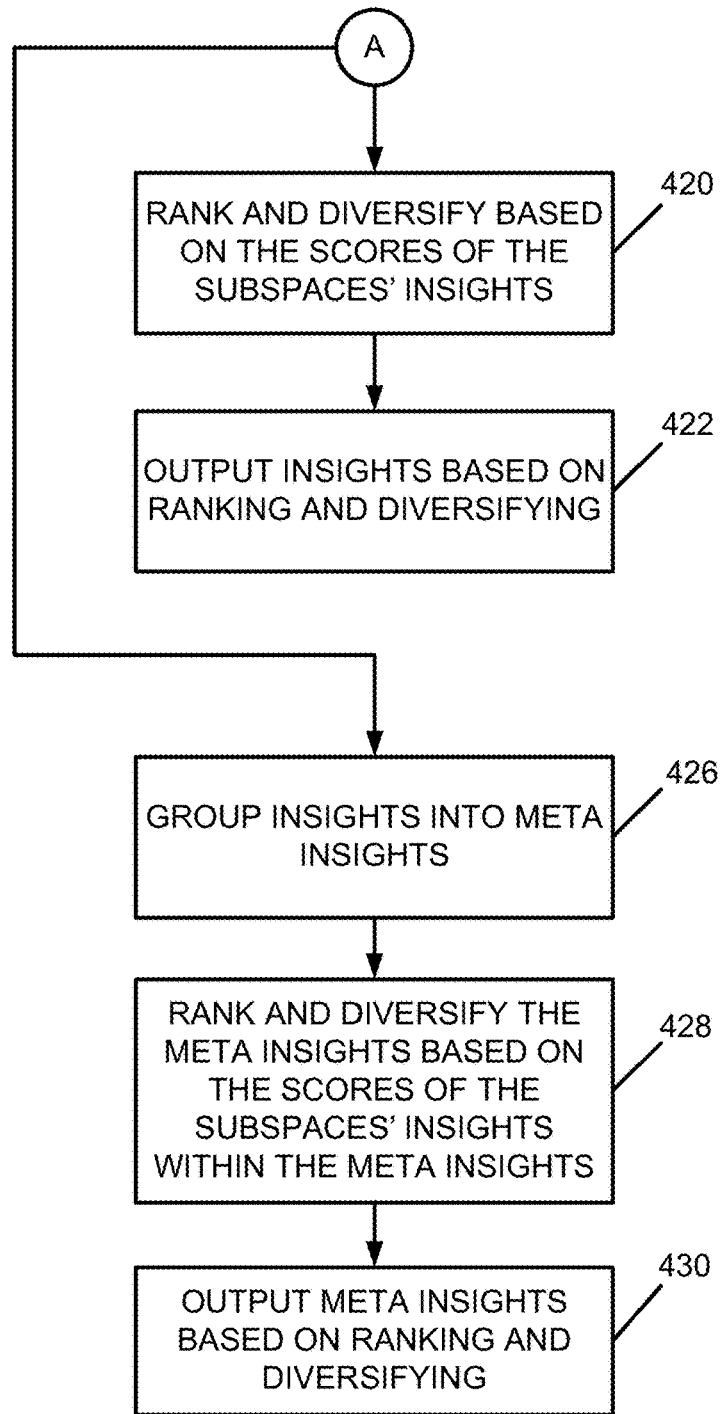 A
420
RANK AND DIVERSIFY BASED
ON THE SCORES OF THE
SUBSPACES' INSIGHTS
422
OUTPUT INSIGHTS BASED ON
RANKING AND DIVERSIFYING
426
GROUP INSIGHTS INTO META
INSIGHTS
428
RANK AND DIVERSIFY THE
META INSIGHTS BASED ON
THE SCORES OF THE
SUBSPACES' INSIGHTS
WITHIN THE META INSIGHTS
430
OUTPUT META INSIGHTS
BASED ON RANKING AND
DIVERSIFYING